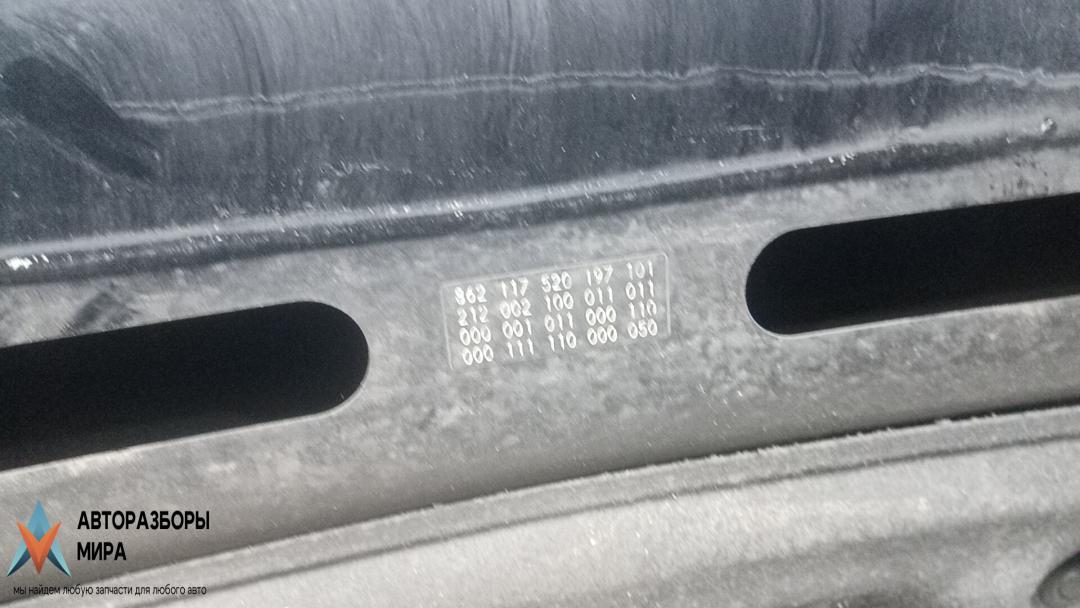 862 117 520 197 101
212 002 100 011 011
000 001 011 000 110
000 111 110 000 050
АВТОРАЗБОРЫ
МИРА
мы найдем любую запчасти для любого авто